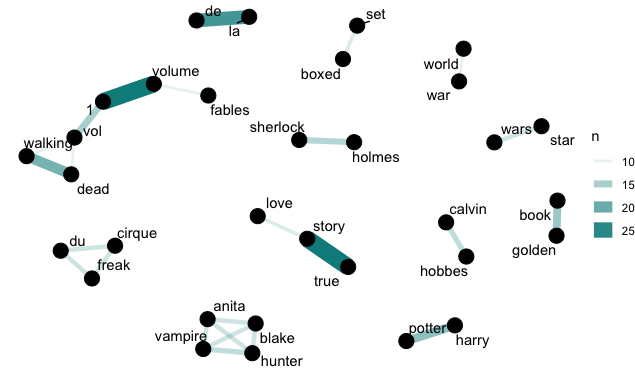 de
la
set
boxed
world
war
volume
1
fables
vol
walking
dead
sherlock
holmes
wars
star
n
10
15
20
25
love
story
true
calvin
hobbes
book
golden
du
cirque
freak
anita
vampire
blake
hunter
potter
harry